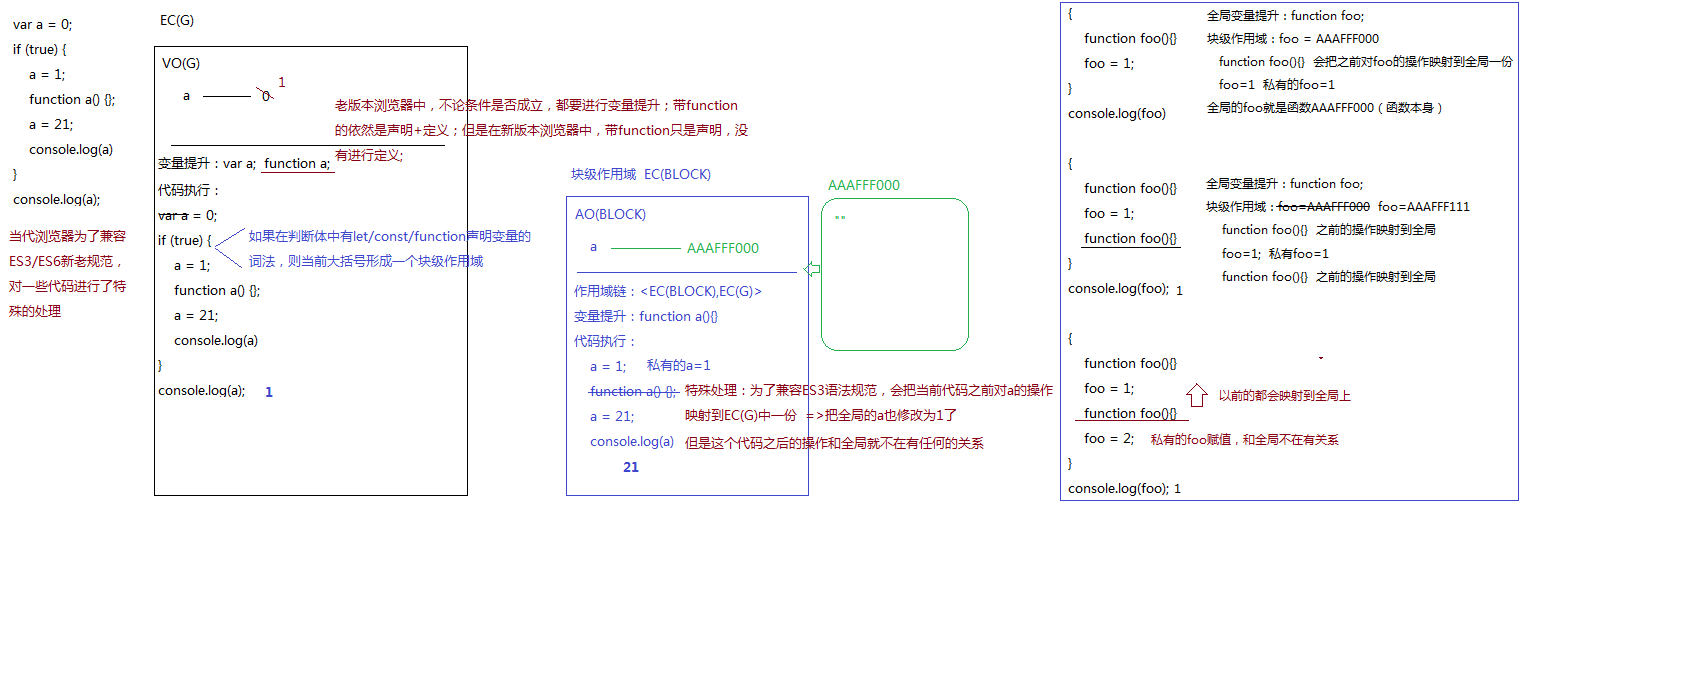 var a = 0;
if (true) {
a = 1;
function a() {};
a = 21;
console.log(a)
}
console.log(a);
当代浏览器为了兼容
ES3/ES6新老规范，
对一些代码进行了特
殊的处理
EC(G)
VO(G)
a
0
1
老版本浏览器中，不论条件是否成立，都要进行变量提升；带function
的依然是声明+定义；但是在新版本浏览器中，带function只是声明，没
有进行定义;
变量提升：var a; function a;
代码执行：
var a = 0;
if (true) {
如果在判断体中有let/const/function声明变量的
词法，则当前大括号形成一个块级作用域
a = 1;
function a() {};
a = 21;
console.log(a)
}
console.log(a); 1
块级作用域 EC(BLOCK)
AO(BLOCK)
a
AAAFFF000
作用域链：<EC(BLOCK),EC(G)>
变量提升：function a(){}
代码执行：
a = 1; 私有的a=1
function a() {}; 特殊处理：为了兼容ES3语法规范，会把当前代码之前对a的操作
a = 21; 映射到EC(G)中一份 =>把全局的a也修改为1了
console.log(a) 但是这个代码之后的操作和全局就不在有任何的关系
21
AAAFFF000
""
{
全局变量提升：function foo;
function foo(){} 块级作用域：foo = AAAFFF000
foo = 1; function foo(){} 会把之前对foo的操作映射到全局一份
} foo=1 私有的foo=1
console.log(foo) 全局的foo就是函数AAAFFF000（函数本身）
{
function foo(){} 全局变量提升：function foo;
foo = 1; 块级作用域：foo=AAAFFF000 foo=AAAFFF111
function foo(){} function foo(){} 之前的操作映射到全局
} foo=1; 私有foo=1
function foo(){} 之前的操作映射到全局
console.log(foo); 1
{
function foo(){}
foo = 1; 以前的都会映射到全局上
function foo(){}
foo = 2; 私有的foo赋值，和全局不在有关系
}
console.log(foo); 1